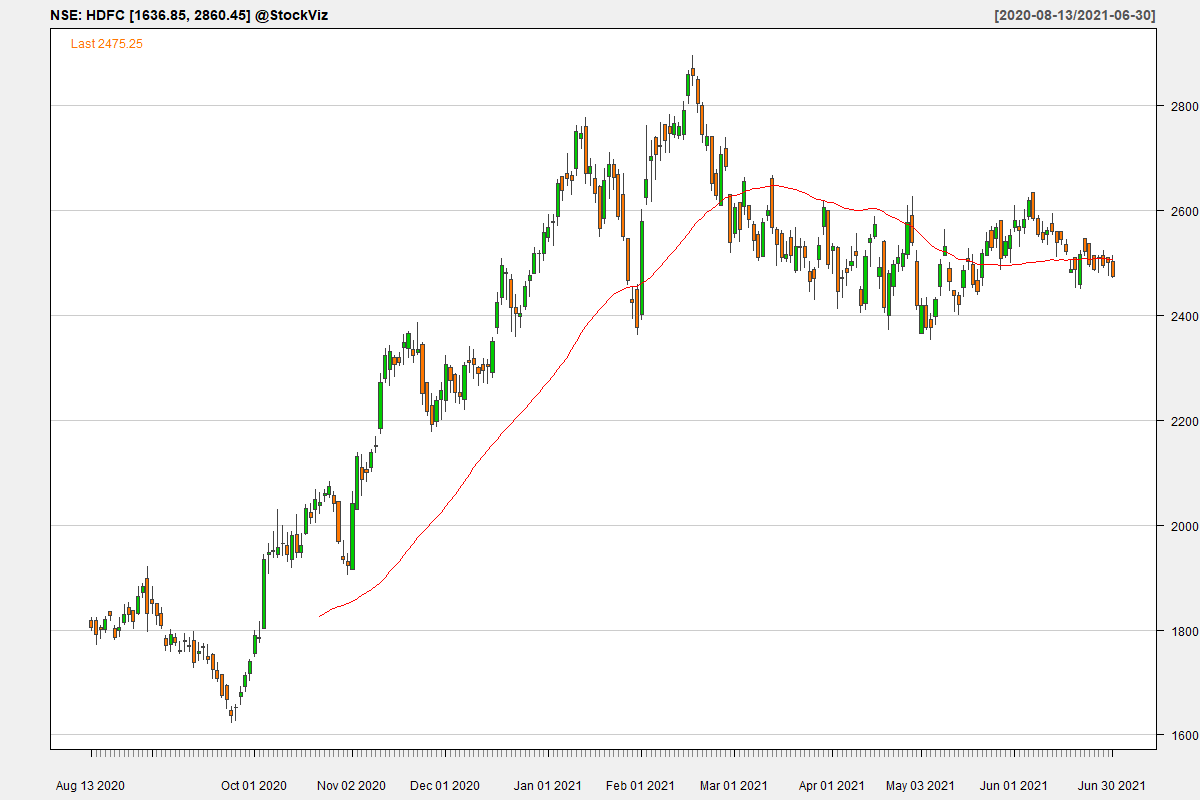 NSE: HDFC [1636.85, 2860.45] @StockViz
[2020-08-13/2021-06-30]
Last 2475.25
2800
2600
2400
2200
2000
1800
1600
Aug 13 2020 Oct 01 2020 Nov 02 2020 Dec 01 2020 Jan 01 2021 Feb 01 2021 Mar 01 2021 Apr 01 2021 May 03 2021 Jun 01 2021 Jun 30 2021